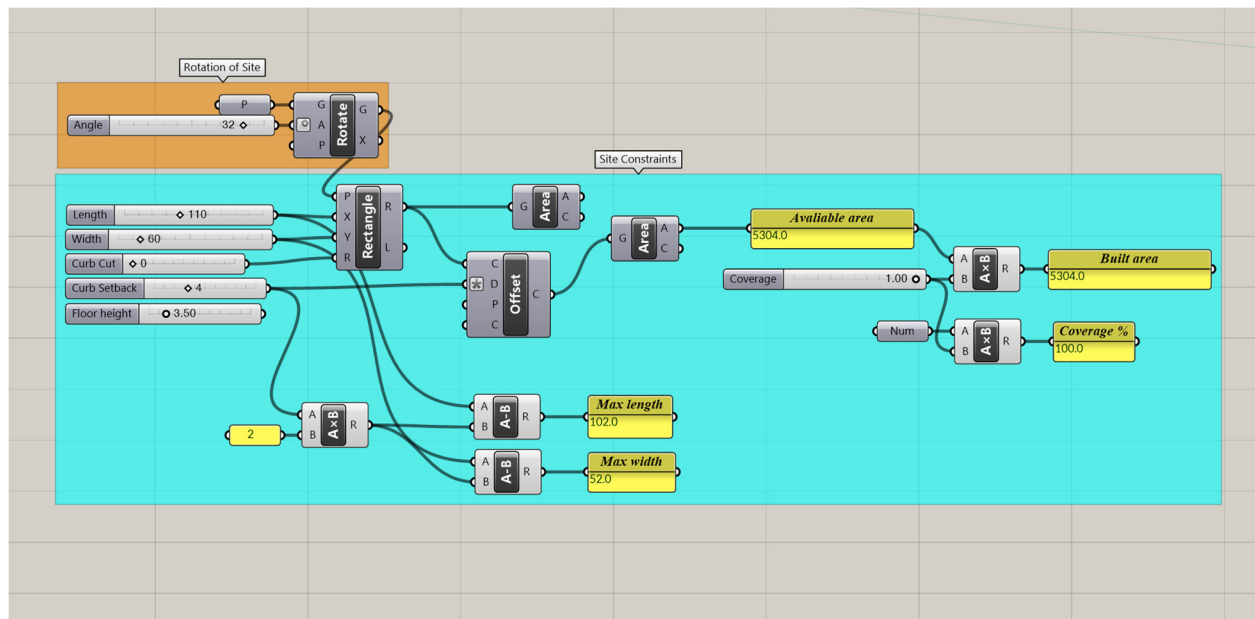 Rotation of Site
P
Angle
32
G
A
P
Rotate
G
X
Site Constraints
Length
110
Width
60
Curb Cut
0
Curb Setback
4
Floor height
3.50
P
X
Y
R
Rectangle
R
L
G
Area
A
C
C
D
P
C
Offset
C
G
Area
A
C
Avaliable area
5304.0
Coverage
1.00
A
B
A×B
R
Built area
5304.0
Num
A
B
A×B
R
Coverage %
100.0
2
A
B
A×B
R
A
B
A-B
R
Max length
102.0
A
B
A-B
R
Max width
52.0